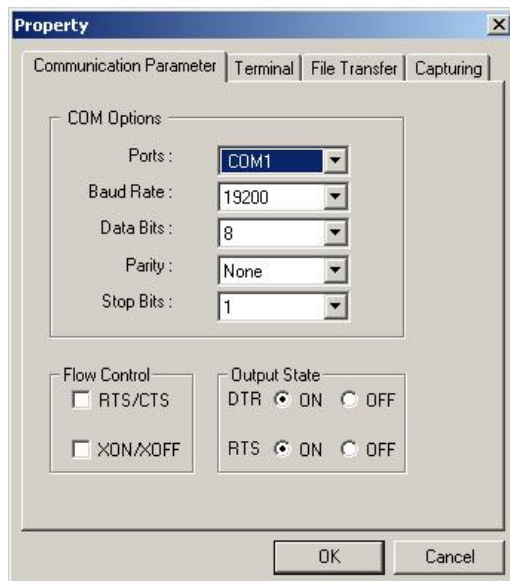 Property
Communication Parameter Terminal File Transfer Capturing
COM Options
Ports : COM1
Baud Rate : 19200
Data Bits : 8
Parity : None
Stop Bits : 1
Flow Control Output State
RTS/CTS DTR ON OFF
XON/XOFF RTS ON OFF
OK Cancel